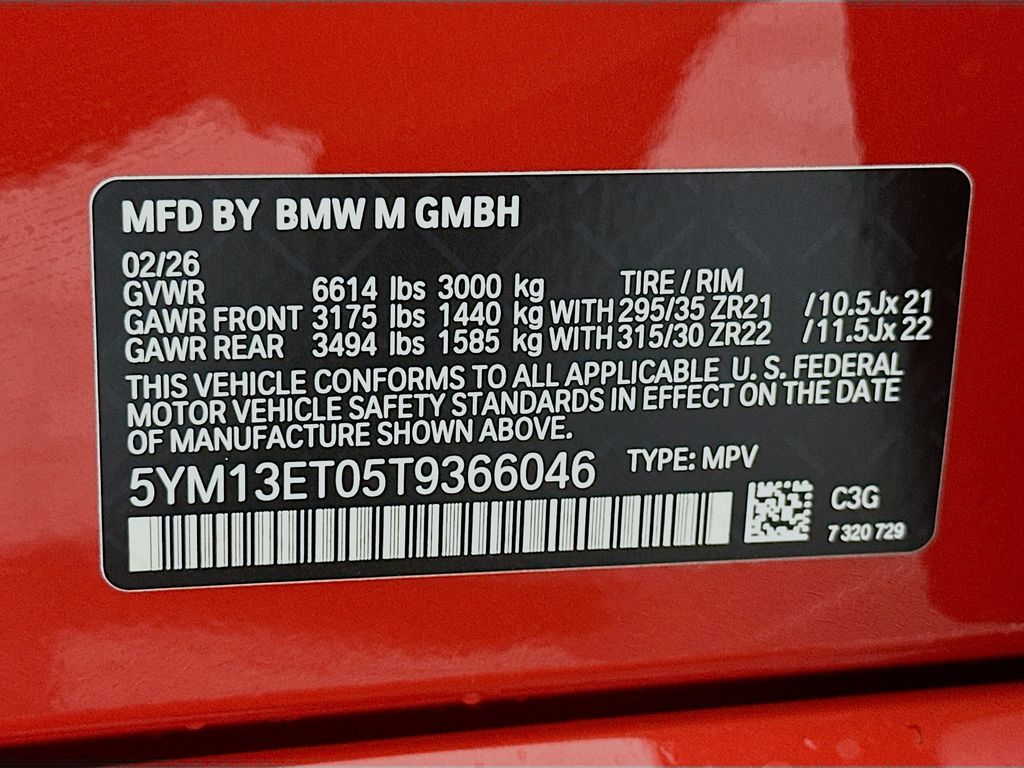 MFD BY BMW M GMBH
02/26
GVWR 6614 lbs 3000 kg TIRE / RIM
GAWR FRONT 3175 lbs 1440 kg WITH 295/35 ZR21 /10.5Jx 21
GAWR REAR 3494 lbs 1585 kg WITH 315/30 ZR22 /11.5Jx 22
THIS VEHICLE CONFORMS TO ALL APPLICABLE U. S. FEDERAL
MOTOR VEHICLE SAFETY STANDARDS IN EFFECT ON THE DATE
OF MANUFACTURE SHOWN ABOVE.
5YM13ET05T9366046 TYPE: MPV
C3G
7 320 729